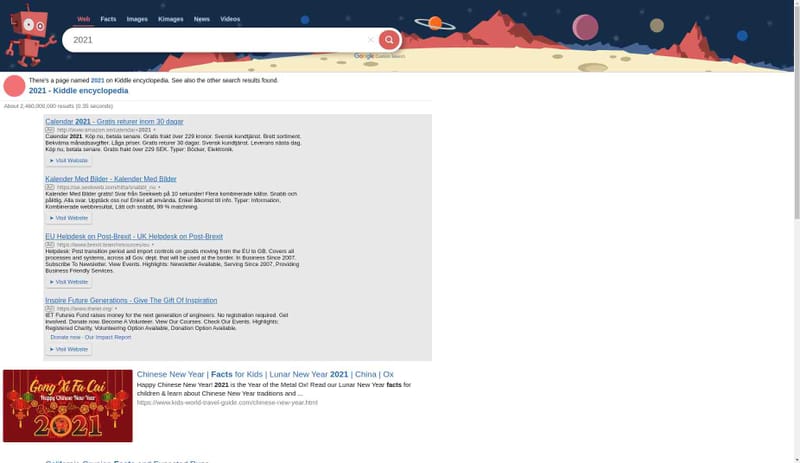 Web Facts Images Kimages News Videos
2021
Google Custom Search
There's a page named 2021 on Kiddle encyclopedia. See also the other search results found.
2021 - Kiddle encyclopedia
About 2,460,000,000 results (0.35 seconds)
Calendar 2021 - Gratis returer inom 30 dagar
Ad http://www.amazon.se/calendar+2021
Calendar 2021. Köp nu, betala senare. Gratis frakt över 229 kronor. Svensk kundtjänst. Brett sortiment.
Bekväma månadsavgifter. Låga priser. Gratis returer 30 dagar. Svensk kundtjänst. Leverans nästa dag.
Köp nu, betala senare. Gratis frakt över 229 SEK. Typer: Böcker, Elektronik.
➤ Visit Website
Kalender Med Bilder - Kalender Med Bilder
Ad
Kalender Med Bilder gratis! Svar från Seekweb på 10 sekunder! Flera kombinerade källor. Snabb och
pålitlig. Alla svar. Upptäck oss nu! Enkel att använda. Enkel åtkomst till info. Typer: Information,
Kombinerade webbresultat, Lätt och snabbt, 99 % matchning.
➤ Visit Website
EU Helpdesk on Post-Brexit - UK Helpdesk on Post-Brexit
Ad
Helpdesk: Post transition period and import controls on goods moving from the EU to GB. Covers all
processes and systems, across all Gov. dept. that will be used at the border. In Business Since 2007.
Subscribe To Newsletter. View Events. Highlights: Newsletter Available, Serving Since 2007, Providing
Business Friendly Services.
➤ Visit Website
Inspire Future Generations - Give The Gift Of Inspiration
Ad https://www.theiet.org/
IET Futures Fund raises money for the next generation of engineers. No registration required. Get
Involved. Donate now. Become A Volunteer. View Our Courses. Check Our Events. Highlights:
Registered Charity, Volunteering Option Available, Donation Option Available.
Donate now · Our Impact Report
➤ Visit Website
Gong Xi Fa Cai
Happy Chinese New Year
2021
Chinese New Year | Facts for Kids | Lunar New Year 2021 | China | Ox
Happy Chinese New Year! 2021 is the Year of the Metal Ox! Read our Lunar New Year facts for
children & learn about Chinese New Year traditions and ...
https://www.kids-world-travel-guide.com/chinese-new-year.html